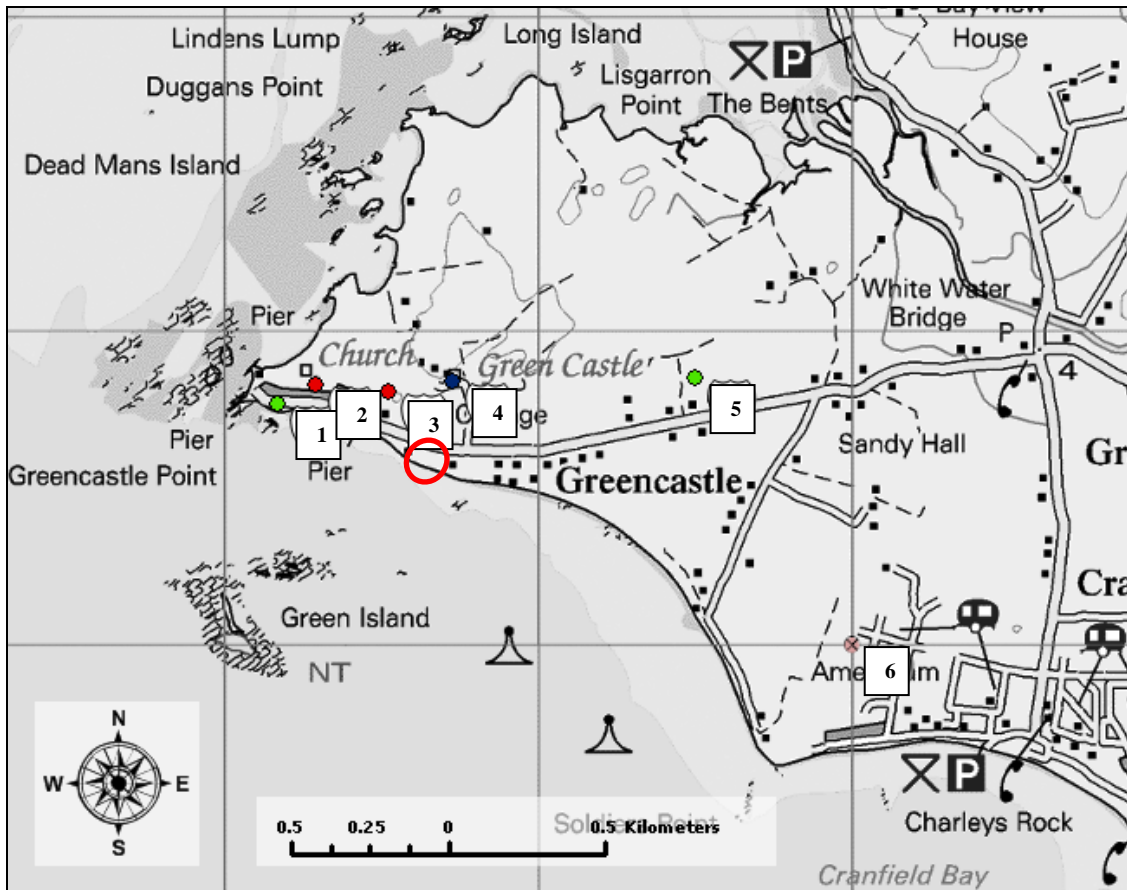 Bay View
House
Lindens Lump
Long Island
Duggans Point
Lisgarron
Point
P
The Bents
Dead Mans Island
White Water
Bridge
Pier
P
Church
Green Castle
4
1
2
3
4
5
Pier
Pier
Greencastle Point
Sandy Hall
Greencastle
Gr
Green Island
Cra
NT
6
N
W
E
S
P
0.5
0.25
0
0.5 Kilometers
Soldiers Point
Charleys Rock
Cranfield Bay